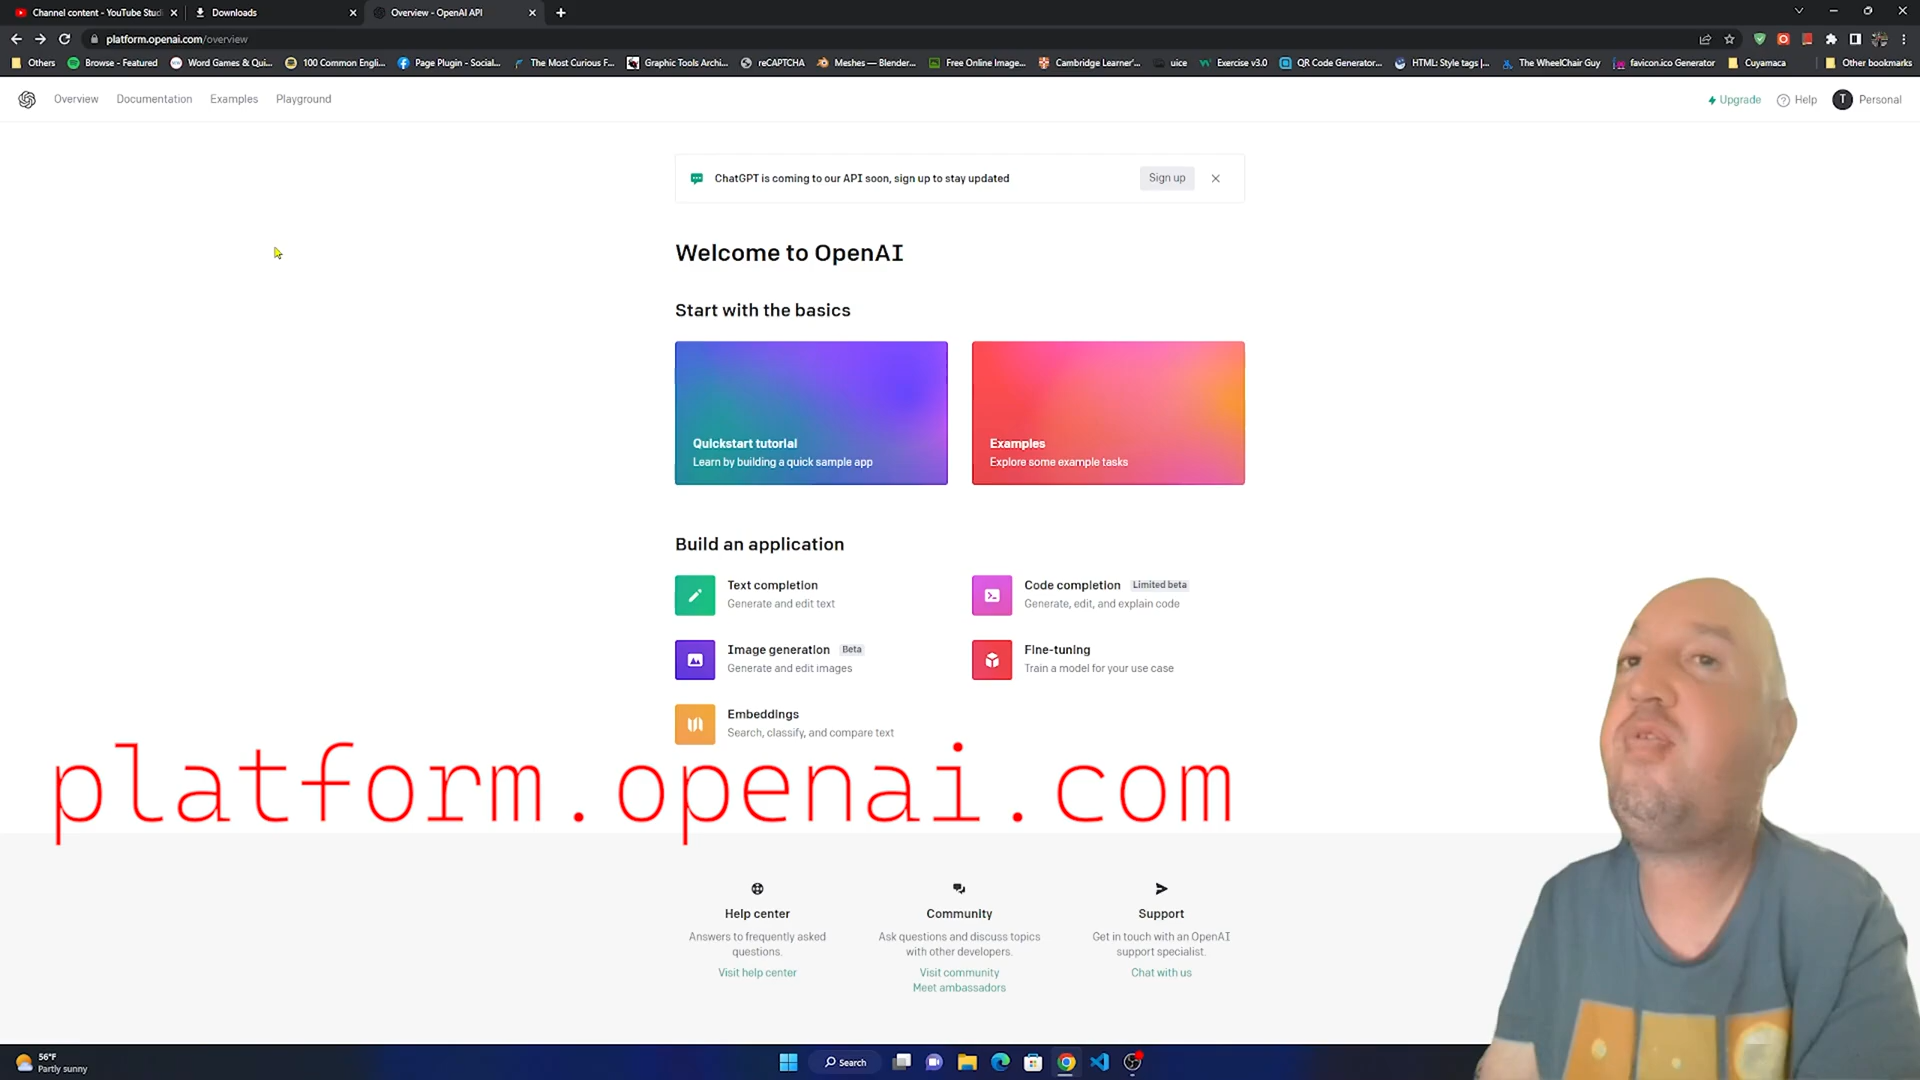 Channel content - YouTube Studi
Downloads
Overview - OpenAI API
platform.openai.com/overview
Others
Browse - Featured
Word Games & Qui...
100 Common Engli...
Page Plugin - Social...
The Most Curious F...
Graphic Tools Archi...
reCAPTCHA
Meshes — Blender...
Free Online Image...
Cambridge Learner'...
uice
Exercise v3.0
QR Code Generator...
HTML: Style tags |...
The WheelChair Guy
favicon.ico Generator
Cuyamaca
Other bookmarks
Overview
Documentation
Examples
Playground
Upgrade
Help
T
Personal
ChatGPT is coming to our API soon, sign up to stay updated
Sign up
Welcome to OpenAI
Start with the basics
Quickstart tutorial
Learn by building a quick sample app
Examples
Explore some example tasks
Build an application
Text completion
Generate and edit text
Code completion Limited beta
Generate, edit, and explain code
Image generation Beta
Generate and edit images
Fine-tuning
Train a model for your use case
Embeddings
Search, classify, and compare text
platform.openai.com
Help center
Answers to frequently asked
questions.
Visit help center
Community
Ask questions and discuss topics
with other developers.
Visit community
Meet ambassadors
Support
Get in touch with an OpenAI
support specialist.
Chat with us
56°F
Partly sunny
Search